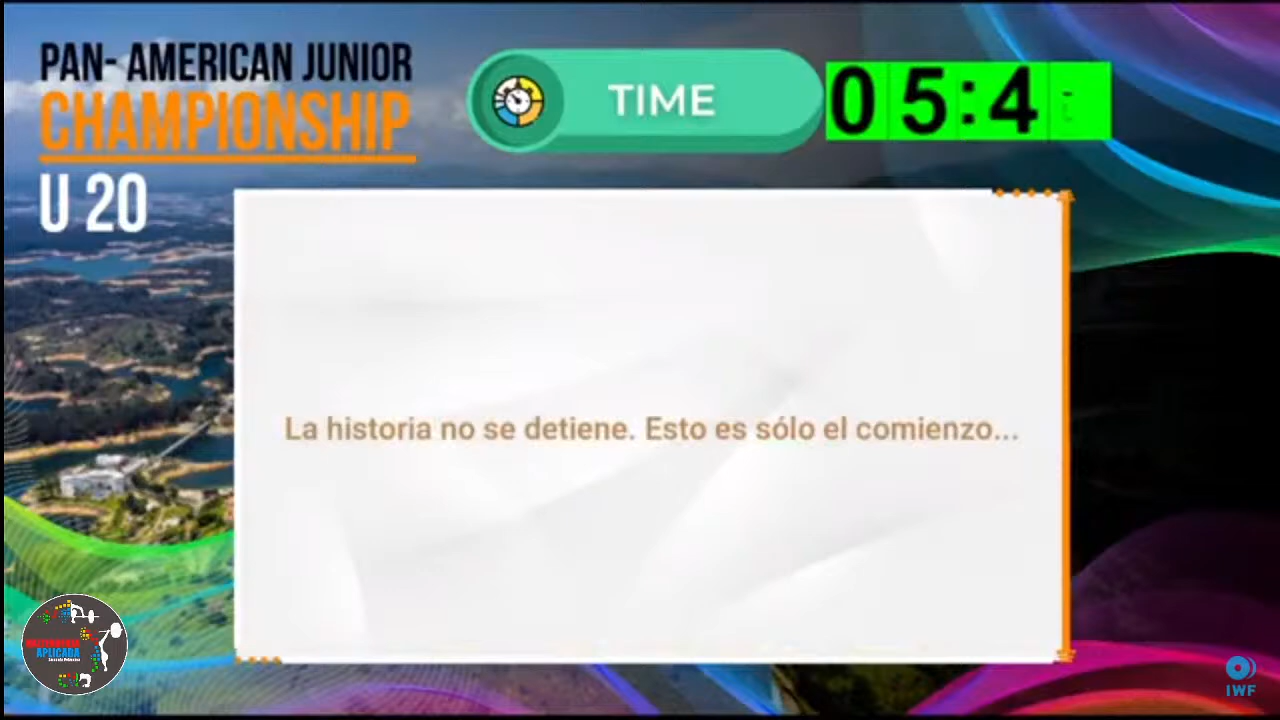 PAN- AMERICAN JUNIOR
CHAMPIONSHIP
U 20
TIME
05:4
La historia no se detiene. Esto es sólo el comienzo...
APLICADA
IWF